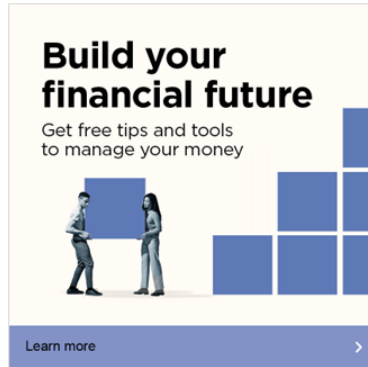 Build your
financial future
Get free tips and tools
to manage your money
Learn more